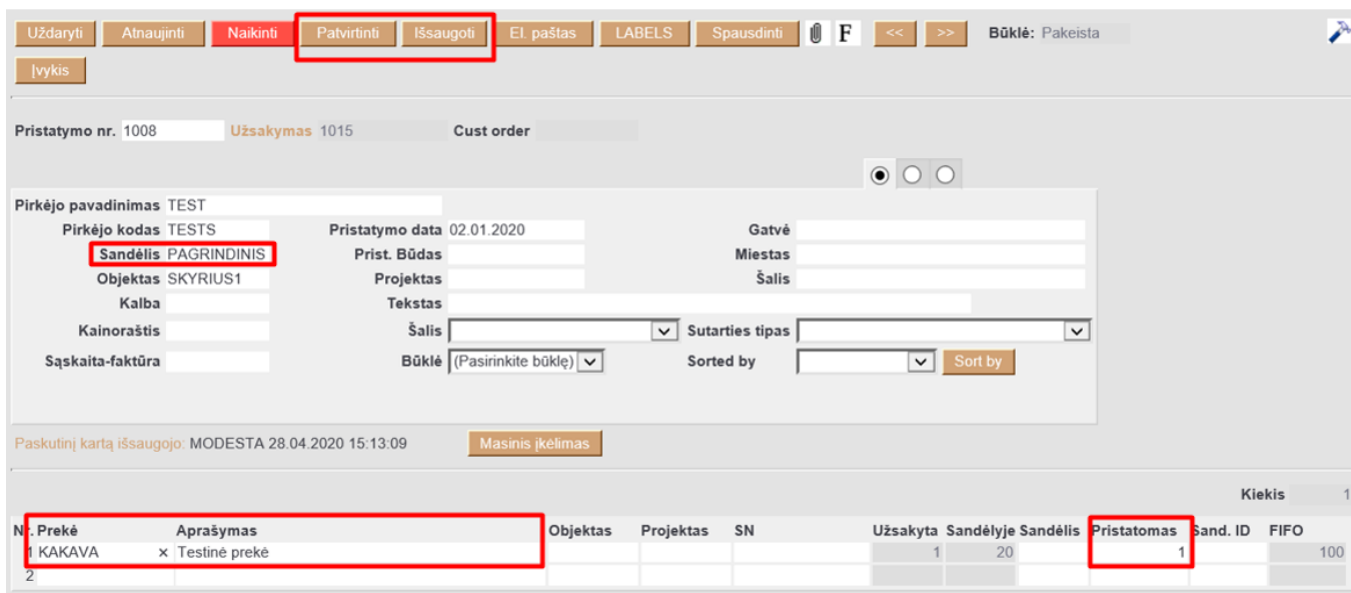 Uždaryti Atnaujinti Naikinti Patvirtinti Išsaugoti El. paštas LABELS Spausdinti F << >> Būklė: Pakeista
Įvykis
Pristatymo nr. 1008 Užsakymas 1015 Cust order
Pirkėjo pavadinimas TEST
Pirkėjo kodas TESTS Pristatymo data 02.01.2020 Gatvė
Sandėlis PAGRINDINIS Prist. Būdas Miestas
Objektas SKYRIUS1 Projektas Šalis
Kalba Tekstas
Kainoraštis Šalis Sutarties tipas
Sąskaita-faktūra Būklė (Pasirinkite būklę) Sorted by Sort by
Paskutinį kartą išsaugojo: MODESTA 28.04.2020 15:13:09 Masinis įkėlimas
Kiekis 1
Nr. Prekė Aprašymas Objektas Projektas SN Užsakyta Sandėlyje Sandėlis Pristatomas Sand. ID FIFO
1 KAKAVA × Testinė prekė 1 20 1 100
2